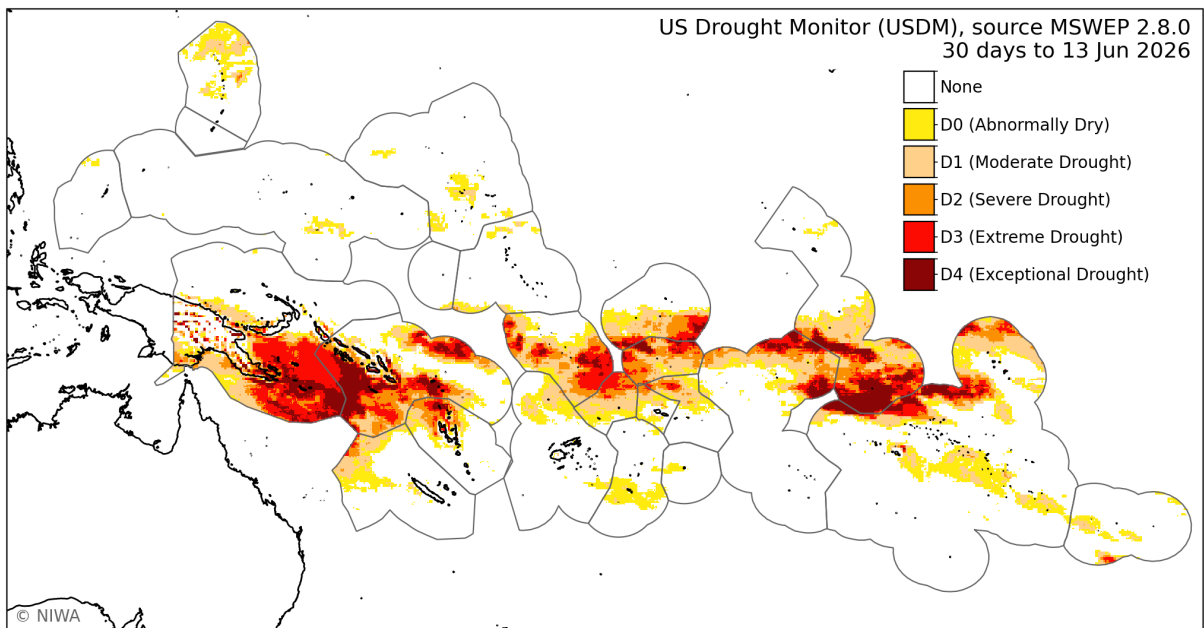 US Drought Monitor (USDM), source MSWEP 2.8.0
30 days to 13 Jun 2026
None
D0 (Abnormally Dry)
D1 (Moderate Drought)
D2 (Severe Drought)
D3 (Extreme Drought)
D4 (Exceptional Drought)
© NIWA